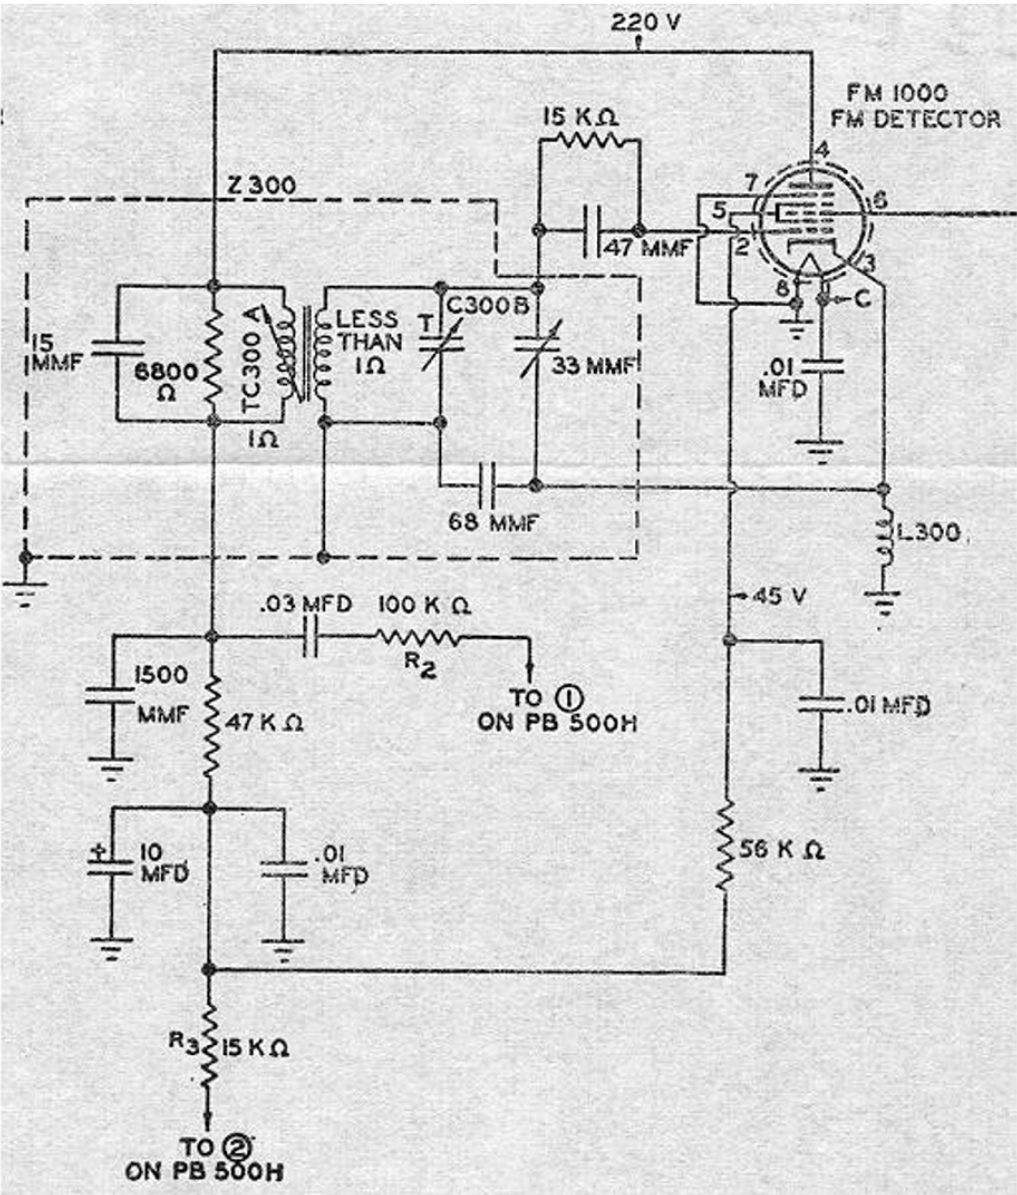 220 V
FM 1000
FM DETECTOR
15 KΩ
4
7
5
6
2
3
8
1
C
Z 300
47 MMF
C300B
T
LESS
THAN
1Ω
15
MMF
6800
Ω
TC300 A
1Ω
33 MMF
.01
MFD
68 MMF
L300
45 V
.03 MFD
100 K Ω
R2
TO ①
ON PB 500H
1500
MMF
47 K Ω
.01 MFD
+
10
MFD
.01
MFD
56 K Ω
R3
15 K Ω
TO ②
ON PB 500H